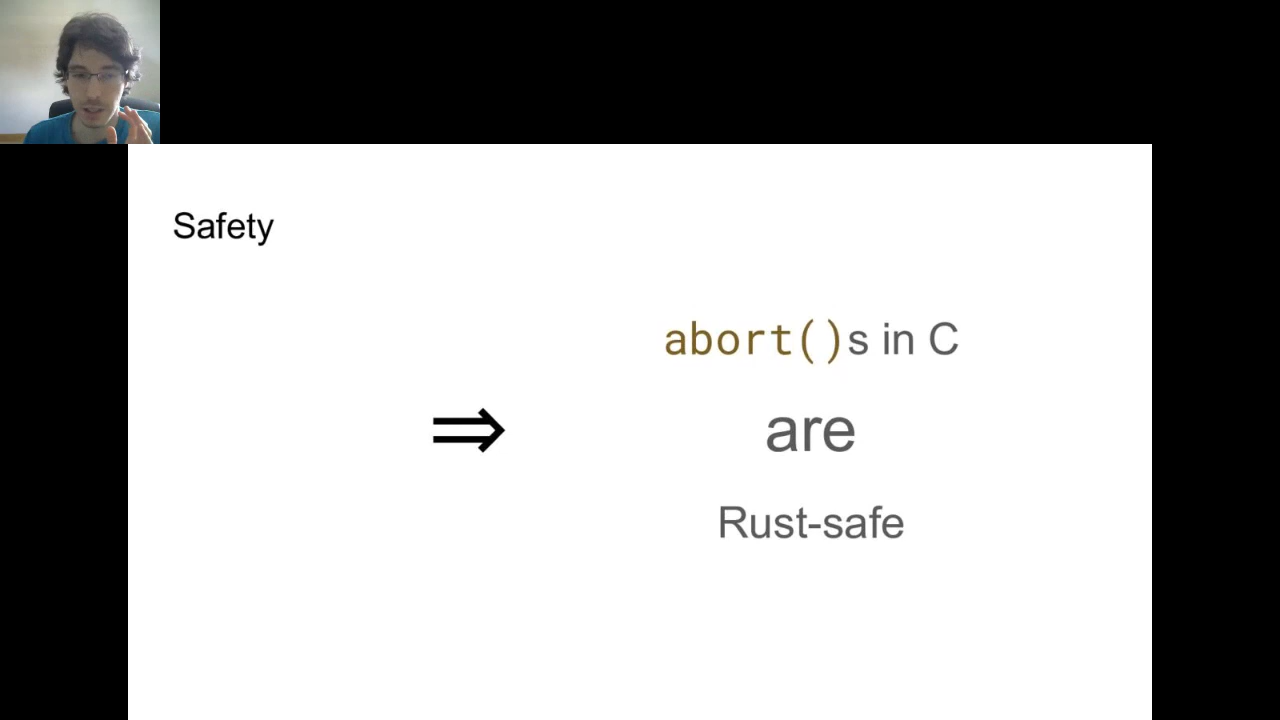 Safety
abort()s in C
⇒
are
Rust-safe